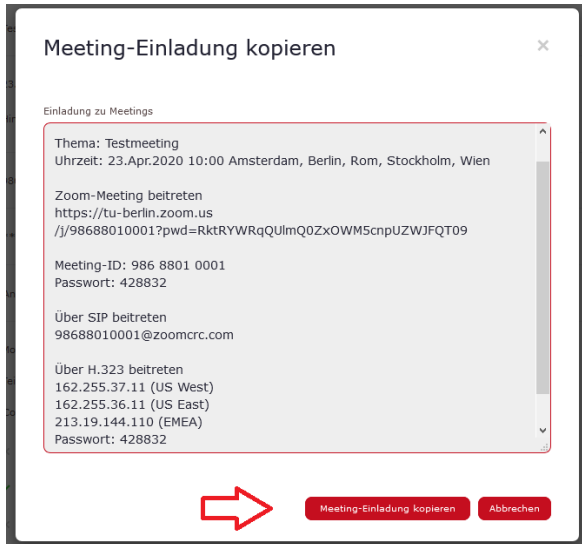 Meeting-Einladung kopieren
×
Einladung zu Meetings
Thema: Testmeeting
Uhrzeit: 23.Apr.2020 10:00 Amsterdam, Berlin, Rom, Stockholm, Wien
Zoom-Meeting beitreten
https://tu-berlin.zoom.us
/j/98688010001?pwd=RktRYWRqQUlmQ0ZxOWM5cnpUZWJFQT09
Meeting-ID: 986 8801 0001
Passwort: 428832
Über SIP beitreten
98688010001@zoomcrc.com
Über H.323 beitreten
162.255.37.11 (US West)
162.255.36.11 (US East)
213.19.144.110 (EMEA)
Passwort: 428832
Meeting-Einladung kopieren
Abbrechen